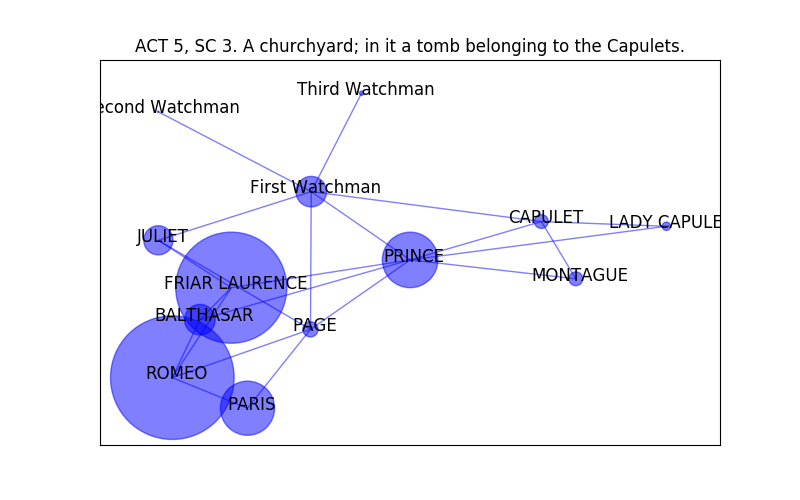 ACT 5, SC 3. A churchyard; in it a tomb belonging to the Capulets.
Third Watchman
econd Watchman
First Watchman
CAPULET
LADY CAPULE
JULIET
PRINCE
MONTAGUE
FRIAR LAURENCE
BALTHASAR
PAGE
ROMEO
PARIS